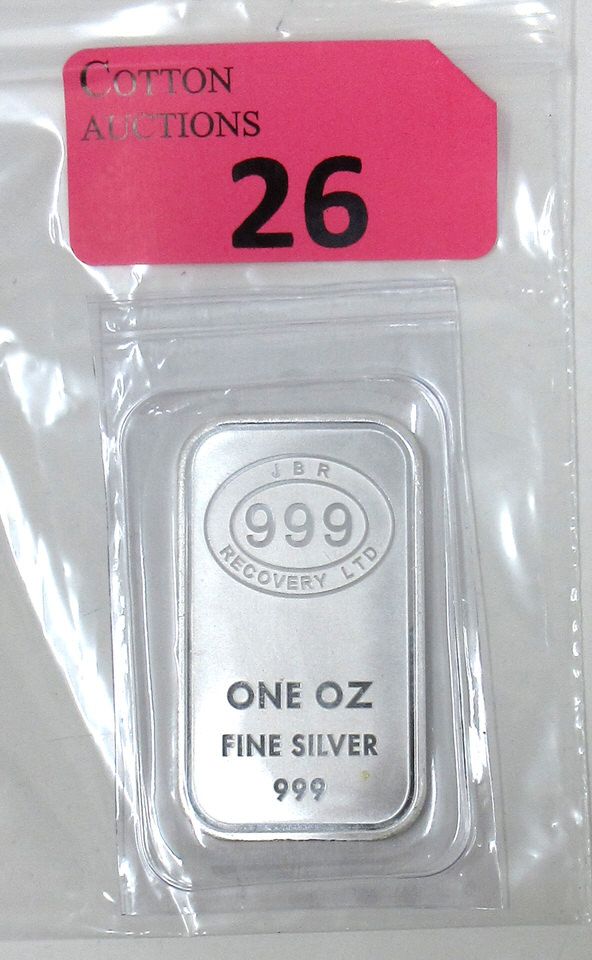 COTTON
AUCTIONS
26
JBR
999
RECOVERY LTD
ONE OZ
FINE SILVER
999